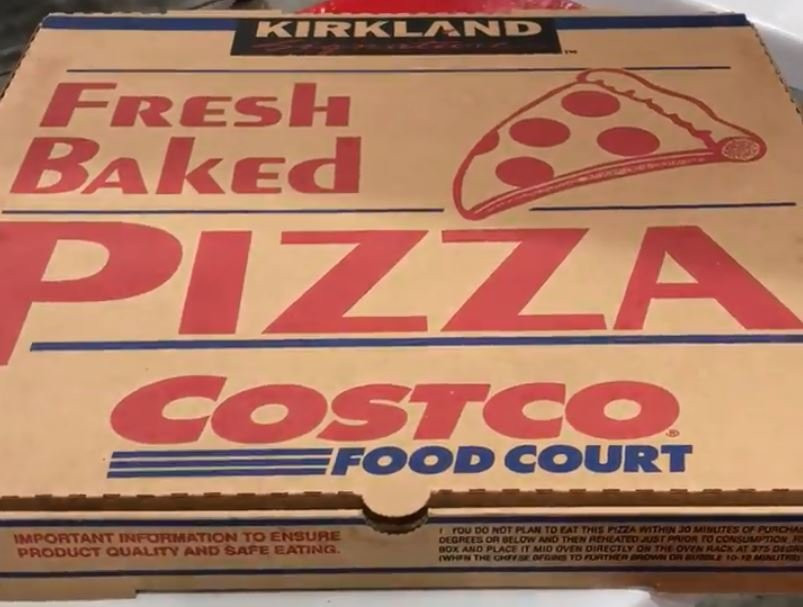 KIRKLAND
Signature
™
FRESH
BAKED
PIZZA
COSTCO®
FOOD COURT
IMPORTANT INFORMATION TO ENSURE
PRODUCT QUALITY AND SAFE EATING.
YOU DO NOT PLAN TO EAT THIS PIZZA WITHIN 30 MINUTES OF
DEGREES OR BELOW AND THEN REHEATED JUST PRIOR TO CONSUMPTION.
BOX AND PLACE IT MID OVEN DIRECTLY ON THE OVEN RACK AT 375
(WHEN THE CHEESE BEGINS TO FURTHER BROWN OR BUBBLE